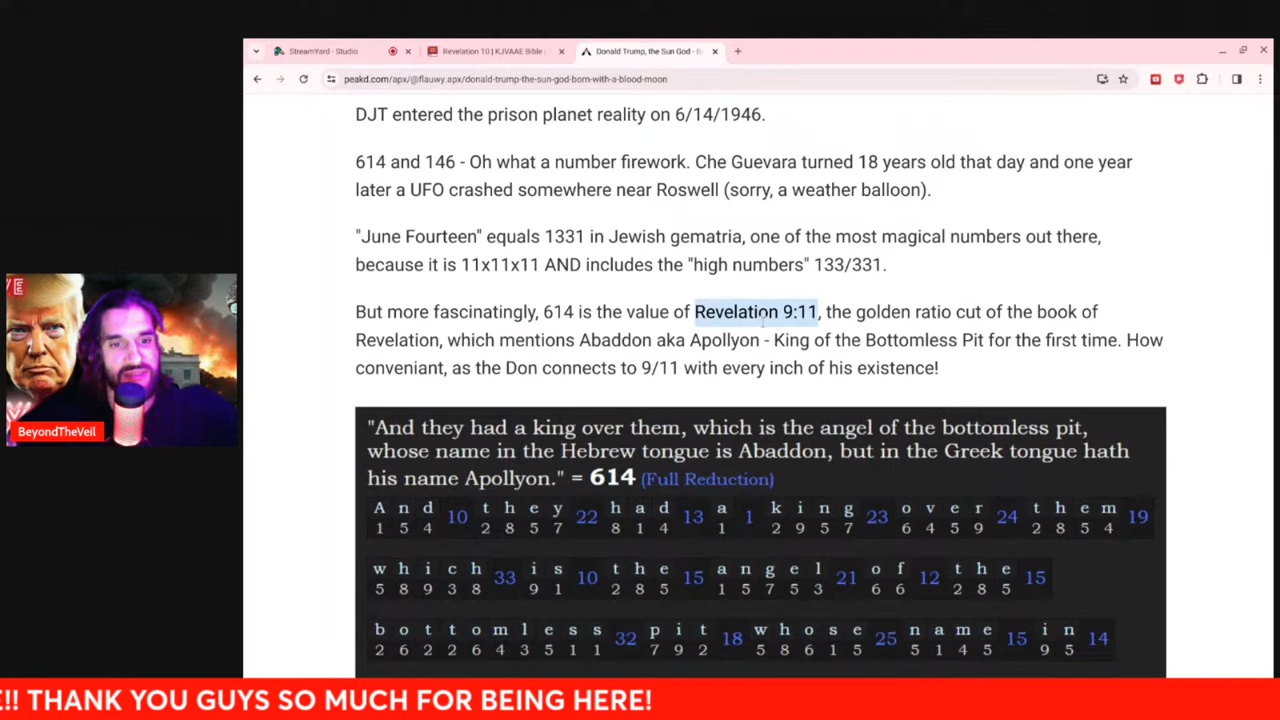 StreamYard - Studio
Revelation 10 | KJVAAE Bible |
Donald Trump, the Sun God - B
peakd.com/apx/@flauwy.apx/donald-trump-the-sun-god-born-with-a-blood-moon
DJT entered the prison planet reality on 6/14/1946.
614 and 146 - Oh what a number firework. Che Guevara turned 18 years old that day and one year
later a UFO crashed somewhere near Roswell (sorry, a weather balloon).
"June Fourteen" equals 1331 in Jewish gematria, one of the most magical numbers out there,
because it is 11x11x11 AND includes the "high numbers" 133/331.
But more fascinatingly, 614 is the value of Revelation 9:11, the golden ratio cut of the book of
Revelation, which mentions Abaddon aka Apollyon - King of the Bottomless Pit for the first time. How
conveniant, as the Don connects to 9/11 with every inch of his existence!
"And they had a king over them, which is the angel of the bottomless pit,
whose name in the Hebrew tongue is Abaddon, but in the Greek tongue hath
his name Apollyon." = 614 (Full Reduction)
A n d 10 t h e y 22 h a d 13 a 1 k i n g 23 o v e r 24 t h e m 19
1 5 4 2 8 5 7 8 1 4 1 2 9 5 7 6 4 5 9 2 8 5 4
w h i c h 33 i s 10 t h e 15 a n g e l 21 o f 12 t h e 15
5 8 9 3 8 9 1 2 8 5 1 5 7 5 3 6 6 2 8 5
b o t t o m l e s s 32 p i t 18 w h o s e 25 n a m e 15 i n 14
2 6 2 2 6 4 3 5 1 1 7 9 2 5 8 6 1 5 5 1 4 5 9 5
BeyondTheVeil
E!! THANK YOU GUYS SO MUCH FOR BEING HERE!